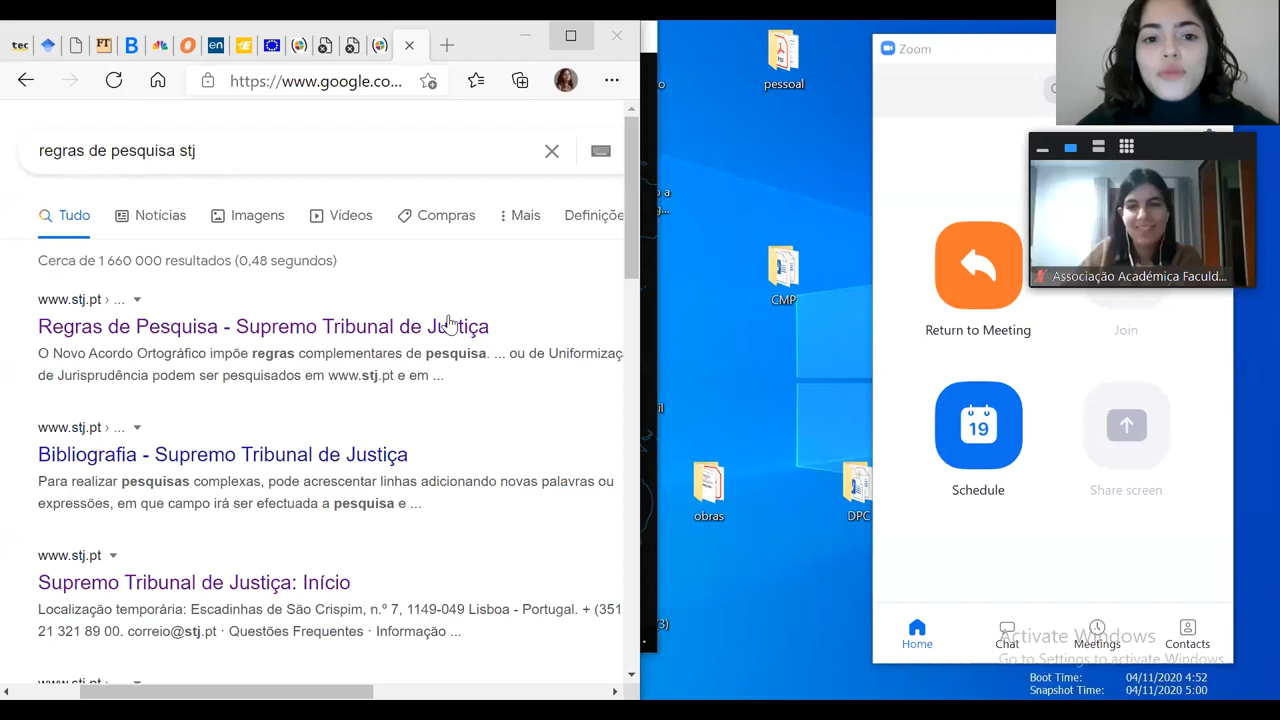 tec
FT
B
en
https://www.google.co...
regras de pesquisa stj
Tudo
Notícias
Imagens
Vídeos
Compras
Mais
Definiçõe
Cerca de 1 660 000 resultados (0,48 segundos)
www.stj.pt › ...
Regras de Pesquisa - Supremo Tribunal de Justiça
O Novo Acordo Ortográfico impõe regras complementares de pesquisa. ... ou de Uniformizaç
de Jurisprudência podem ser pesquisados em www.stj.pt e em ...
www.stj.pt › ...
Bibliografia - Supremo Tribunal de Justiça
Para realizar pesquisas complexas, pode acrescentar linhas adicionando novas palavras ou
expressões, em que campo irá ser efectuada a pesquisa e ...
www.stj.pt
Supremo Tribunal de Justiça: Início
Localização temporária: Escadinhas de São Crispim, n.º 7, 1149-049 Lisboa - Portugal. + (351
21 321 89 00. correio@stj.pt · Questões Frequentes · Informação ...
pessoal
CMP
obras
DPC
Zoom
Associação Académica Faculd...
Return to Meeting
Join
19
Schedule
Share screen
Home
Chat
Meetings
Contacts
Activate Windows
Go to Settings to activate Windows.
Boot Time: 04/11/2020 4:52
Snapshot Time: 04/11/2020 5:00